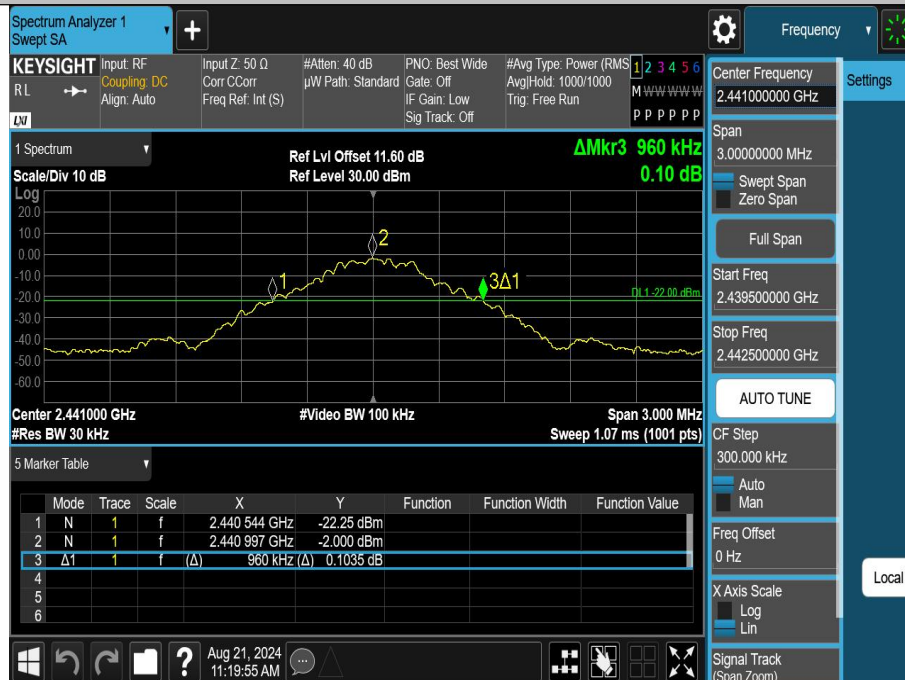 Spectrum Analyzer 1
Swept SA
+
Frequency
KEYSIGHT
RL
LXI
Input: RF
Coupling: DC
Align: Auto
Input Z: 50 Ω
Corr CCorr
Freq Ref: Int (S)
#Atten: 40 dB
µW Path: Standard
PNO: Best Wide
Gate: Off
IF Gain: Low
Sig Track: Off
#Avg Type: Power (RMS
Avg|Hold: 1000/1000
Trig: Free Run
1 2 3 4 5 6
M W W W W W
P P P P P P
1 Spectrum
Scale/Div 10 dB
Ref Lvl Offset 11.60 dB
Ref Level 30.00 dBm
ΔMkr3 960 kHz
0.10 dB
Log
20.0
10.0
0.00
-10.0
-20.0
-30.0
-40.0
-50.0
-60.0
1
2
3Δ1
DL1 -22.00 dBm
Center 2.441000 GHz
#Video BW 100 kHz
Span 3.000 MHz
#Res BW 30 kHz
Sweep 1.07 ms (1001 pts)
5 Marker Table
Mode Trace Scale X Y Function Function Width Function Value
1 N 1 f 2.440 544 GHz -22.25 dBm
2 N 1 f 2.440 997 GHz -2.000 dBm
3 Δ1 1 f (Δ) 960 kHz (Δ) 0.1035 dB
4
5
6
?
Aug 21, 2024
11:19:55 AM
Center Frequency
2.441000000 GHz
Settings
Span
3.00000000 MHz
Swept Span
Zero Span
Full Span
Start Freq
2.439500000 GHz
Stop Freq
2.442500000 GHz
AUTO TUNE
CF Step
300.000 kHz
Auto
Man
Freq Offset
0 Hz
Local
X Axis Scale
Log
Lin
Signal Track
(Span Zoom)